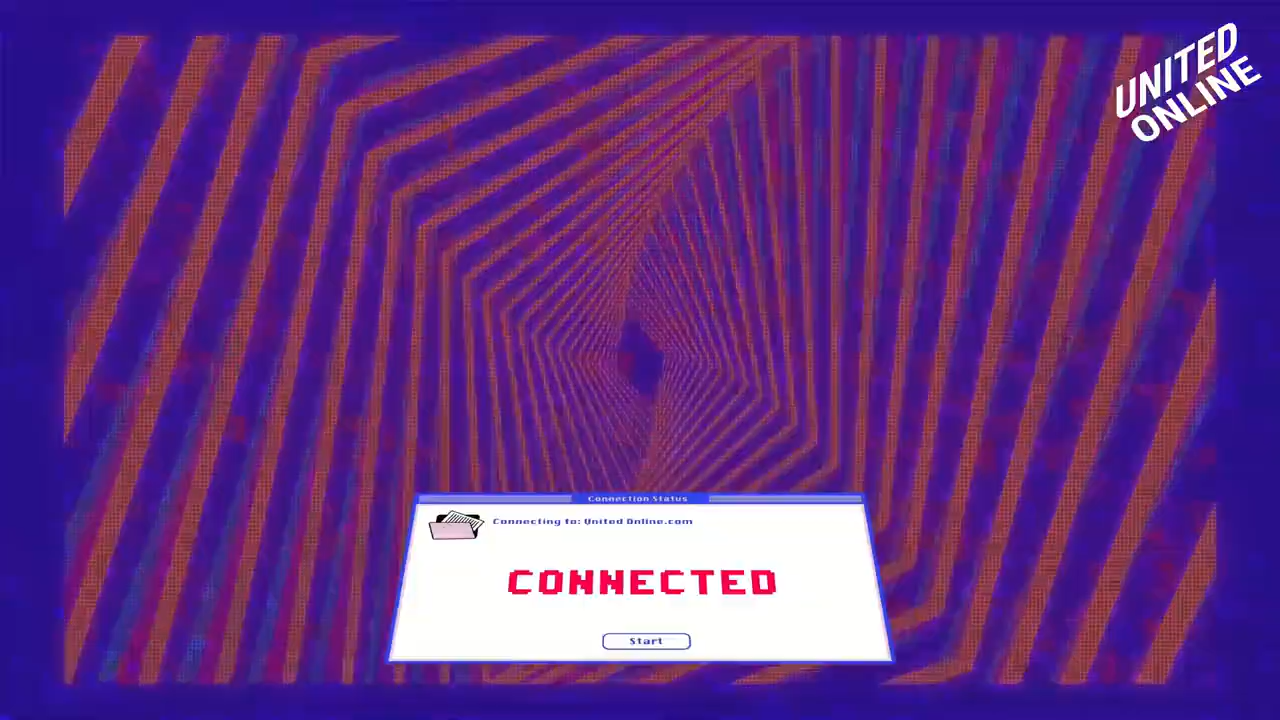 UNITED
ONLINE
Connection Status
Connecting to: United Online.com
CONNECTED
Start